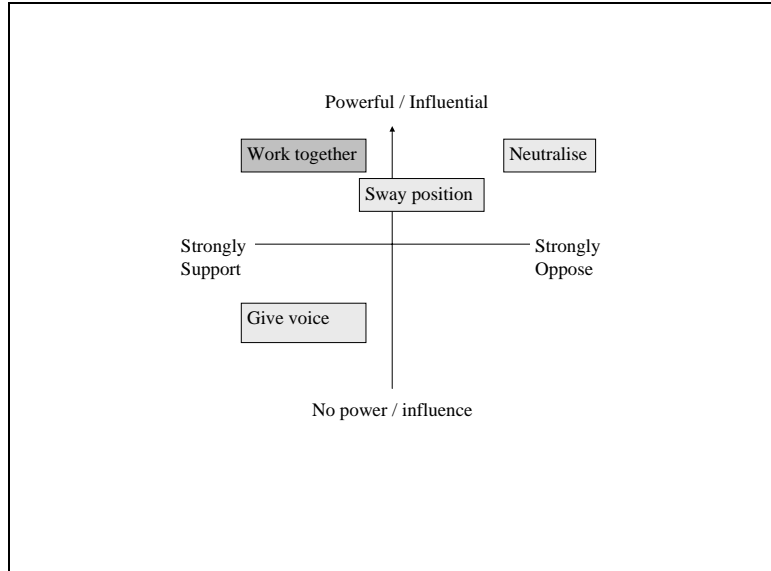 Powerful / Influential
Work together
Neutralise
Sway position
Strongly
Support
Strongly
Oppose
Give voice
No power / influence